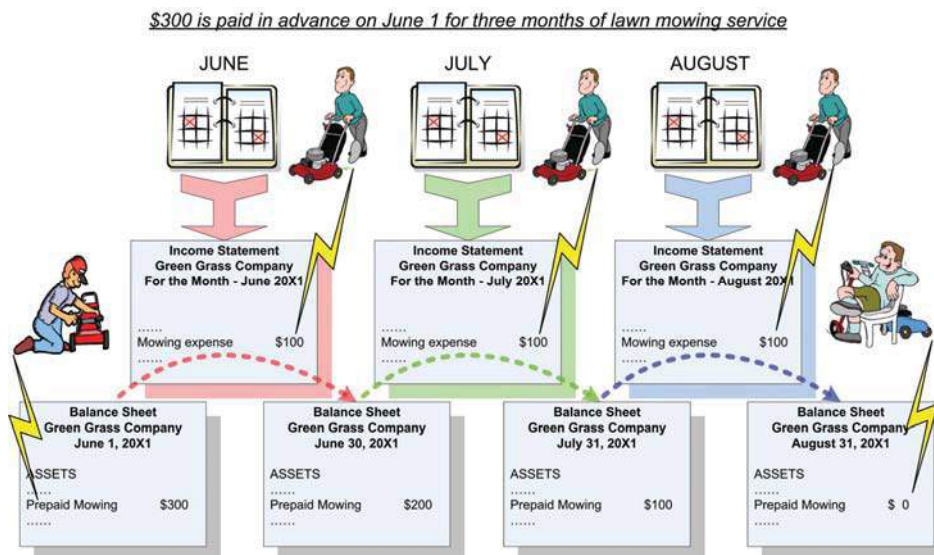 $300 is paid in advance on June 1 for three months of lawn mowing service
JUNE
JULY
AUGUST
Income Statement
Green Grass Company
For the Month - June 20X1
......
Mowing expense $100
......
Income Statement
Green Grass Company
For the Month - July 20X1
......
Mowing expense $100
......
Income Statement
Green Grass Company
For the Month - August 20X1
......
Mowing expense $100
......
Balance Sheet
Green Grass Company
June 1, 20X1
ASSETS
......
Prepaid Mowing $300
......
Balance Sheet
Green Grass Company
June 30, 20X1
ASSETS
......
Prepaid Mowing $200
......
Balance Sheet
Green Grass Company
July 31, 20X1
ASSETS
......
Prepaid Mowing $100
......
Balance Sheet
Green Grass Company
August 31, 20X1
ASSETS
......
Prepaid Mowing $ 0
......